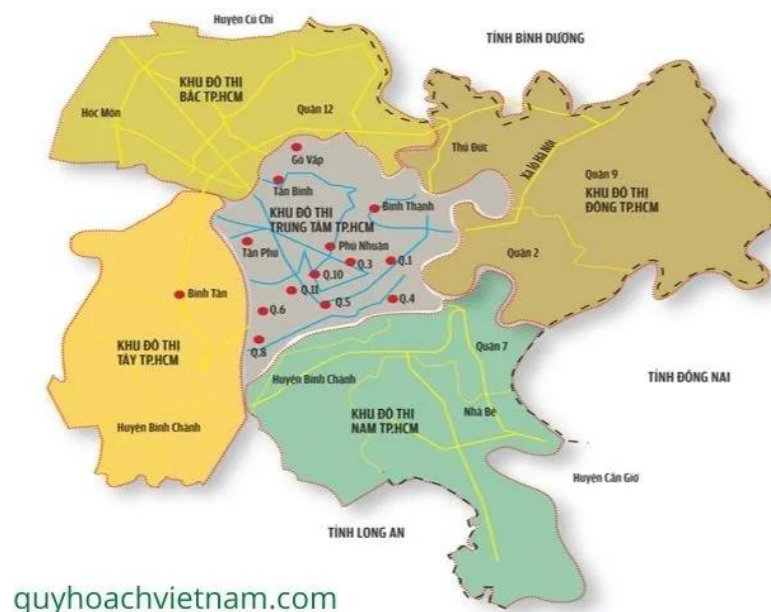 Huyện Củ Chi
TỈNH BÌNH DƯƠNG
KHU ĐÔ THỊ
BẮC TP.HCM
Hóc Môn
Quận 12
Thủ Đức
Xa lộ Hà Nội
Gò Vấp
Quận 9
Tân Bình
KHU ĐÔ THỊ
ĐÔNG TP.HCM
Bình Thạnh
KHU ĐÔ THỊ
TRUNG TÂM TP.HCM
Tân Phú
Phú Nhuận
Quận 2
Q.3
Q.1
Q.10
Q.11
Bình Tân
Q.4
Q.5
Q.6
Q.8
KHU ĐÔ THỊ
TÂY TP.HCM
Quận 7
Huyện Bình Chánh
TỈNH ĐỒNG NAI
KHU ĐÔ THỊ
NAM TP.HCM
Nhà Bè
Huyện Bình Chánh
Huyện Cần Giờ
TỈNH LONG AN
quyhoachvietnam.com